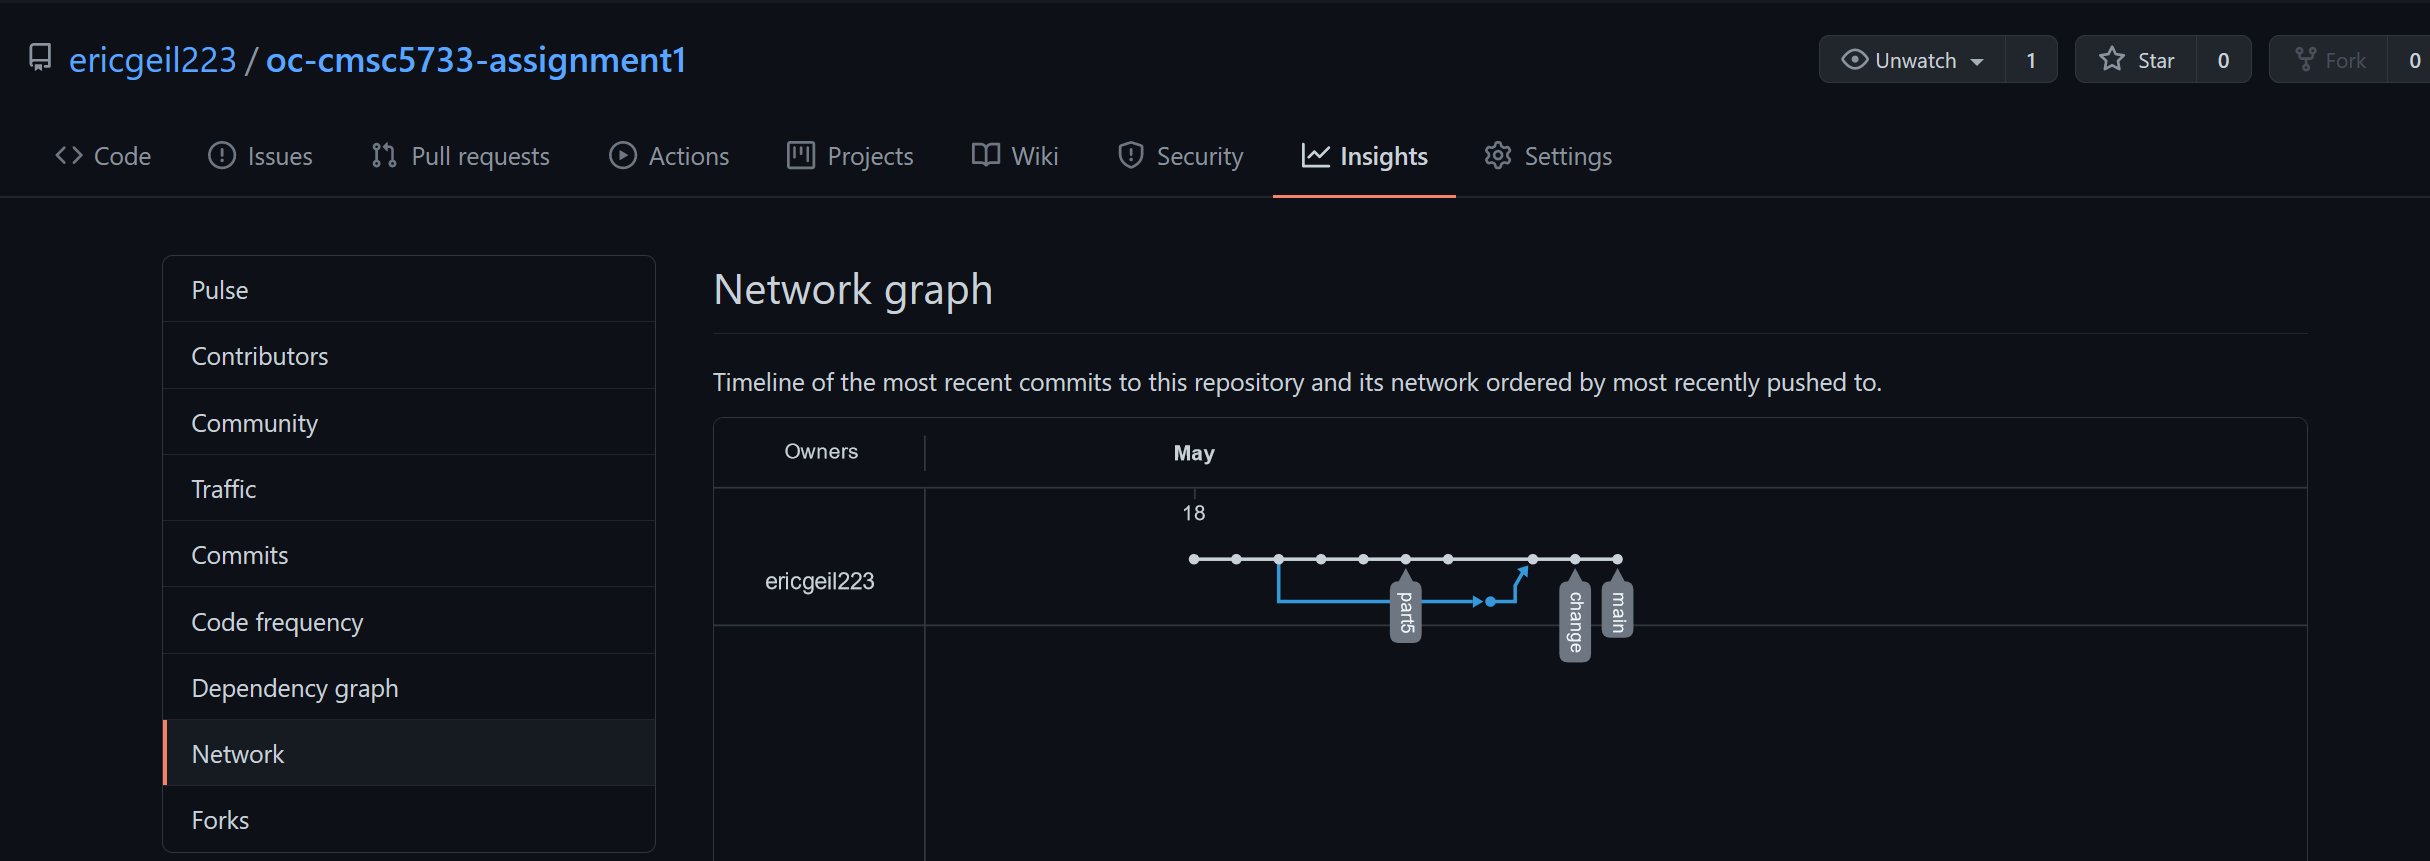 ericgeil223 / oc-cmsc5733-assignment1
Unwatch 1 Star 0 Fork 0
Code Issues Pull requests Actions Projects Wiki Security Insights Settings
Pulse
Contributors
Community
Traffic
Commits
Code frequency
Dependency graph
Network
Forks
Network graph
Timeline of the most recent commits to this repository and its network ordered by most recently pushed to.
Owners May
18
ericgeil223
part5
change
main